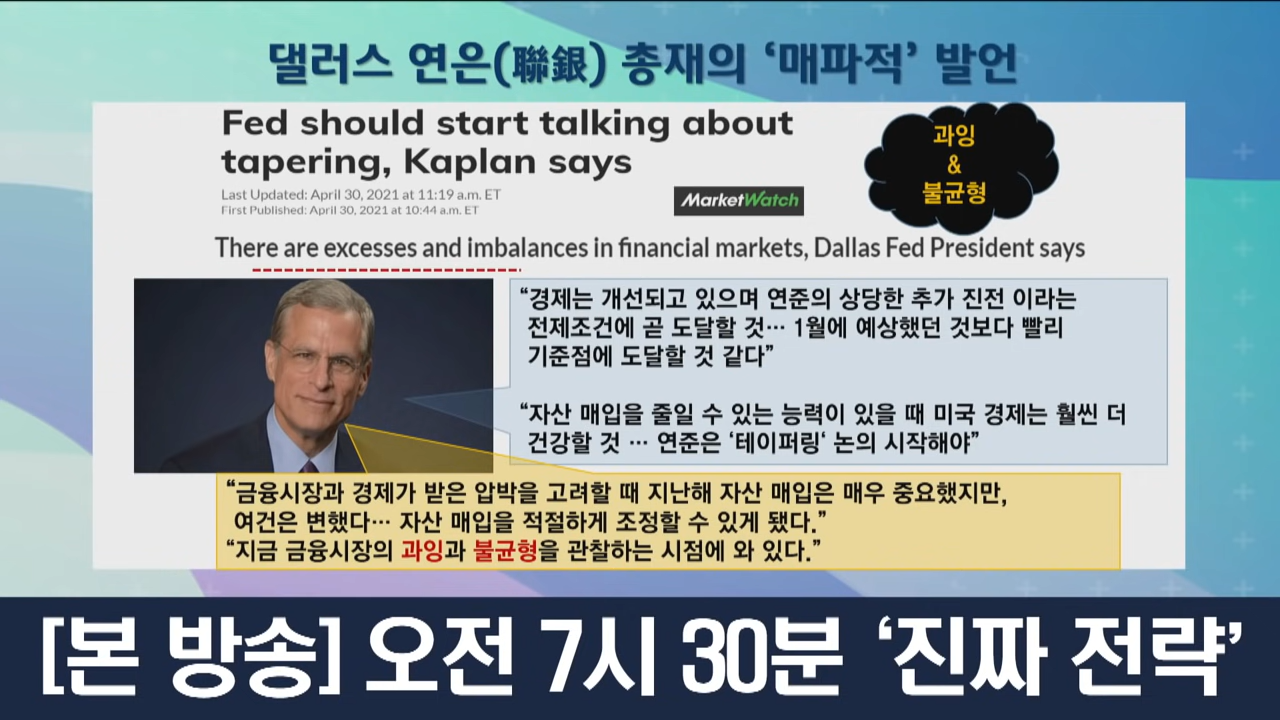 댈러스 연은(聯銀) 총재의 ‘매파적’ 발언
Fed should start talking about
tapering, Kaplan says
Last Updated: April 30, 2021 at 11:19 a.m. ET
First Published: April 30, 2021 at 10:44 a.m. ET
MarketWatch
과잉
&
불균형
There are excesses and imbalances in financial markets, Dallas Fed President says
“경제는 개선되고 있으며 연준의 상당한 추가 진전 이라는
전제조건에 곧 도달할 것… 1월에 예상했던 것보다 빨리
기준점에 도달할 것 같다”
“자산 매입을 줄일 수 있는 능력이 있을 때 미국 경제는 훨씬 더
건강할 것 … 연준은 ‘테이퍼링‘ 논의 시작해야”
“금융시장과 경제가 받은 압박을 고려할 때 지난해 자산 매입은 매우 중요했지만,
여건은 변했다… 자산 매입을 적절하게 조정할 수 있게 됐다.”
“지금 금융시장의 과잉과 불균형을 관찰하는 시점에 와 있다.”
[본 방송] 오전 7시 30분 ‘진짜 전략’